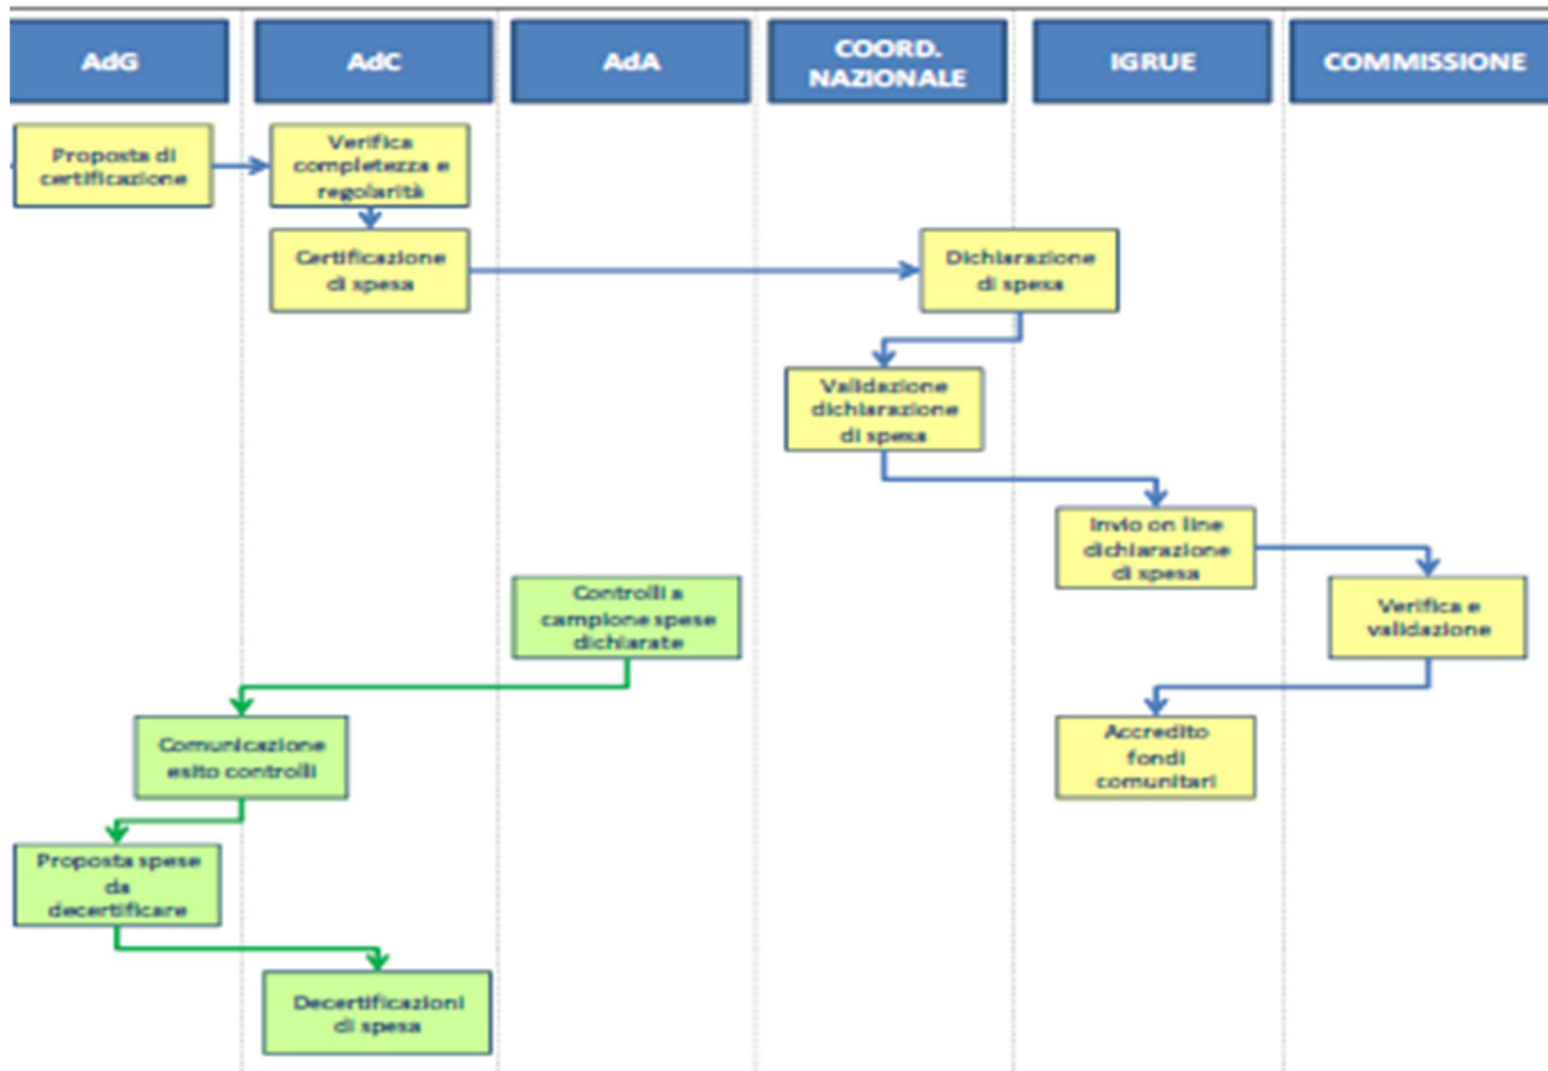 AdG
AdC
AdA
COORD.
NAZIONALE
IGRUE
COMMISSIONE
Proposta di
certificazione
Verifica
completezza e
regolarità
Certificazione
di spesa
Dichiarazione
di spesa
Validazione
dichiarazione
di spesa
Invio on line
dichiarazione
di spesa
Controlli a
campione spese
dichiarate
Verifica e
validazione
Comunicazione
esito controlli
Accredito
fondi
comunitari
Proposta spese
da
decertificare
Decertificazioni
di spesa